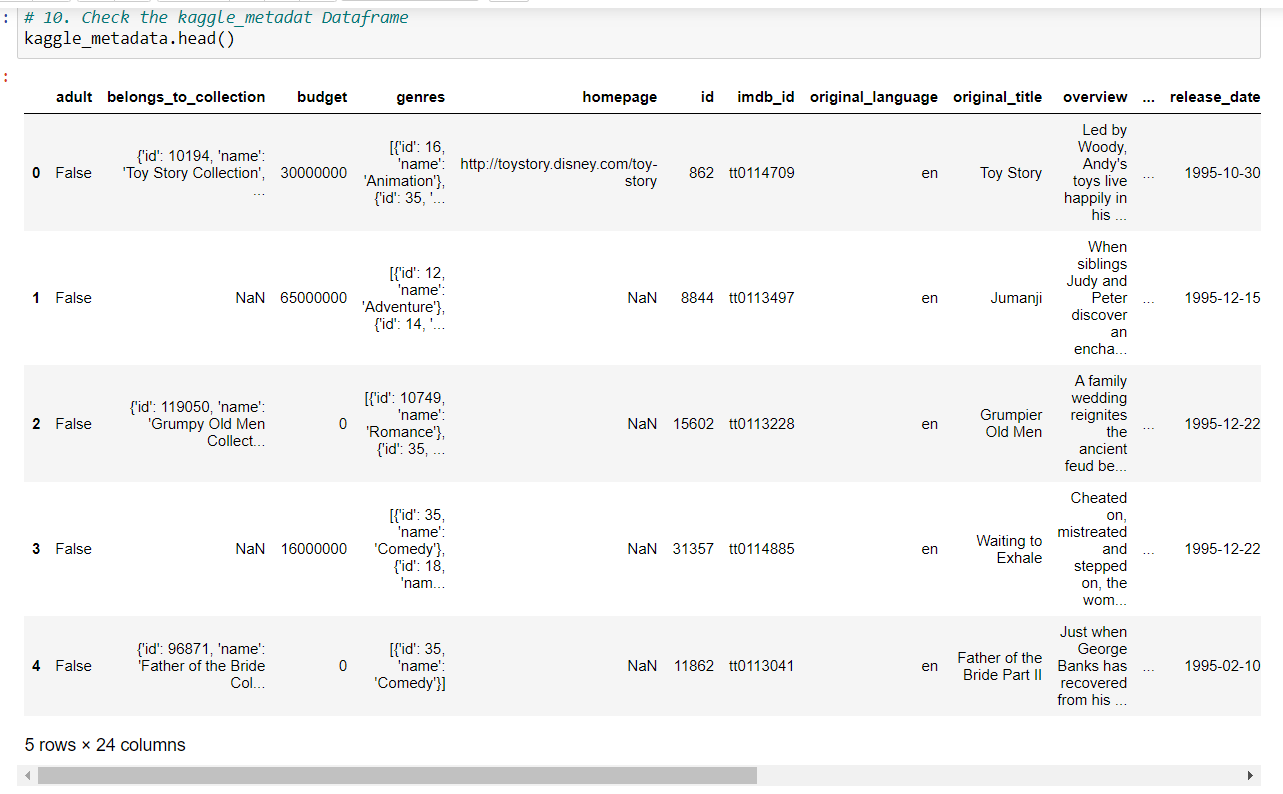 : # 10. Check the kaggle_metadat Dataframe
kaggle_metadata.head()
:
adult belongs_to_collection budget genres homepage id imdb_id original_language original_title overview ... release_date
0 False {'id': 10194, 'name': 'Toy Story Collection', ... 30000000 [{'id': 16, 'name': 'Animation'}, {'id': 35, '... http://toystory.disney.com/toy-story 862 tt0114709 en Toy Story Led by Woody, Andy's toys live happily in his ... ... 1995-10-30
1 False NaN 65000000 [{'id': 12, 'name': 'Adventure'}, {'id': 14, '... NaN 8844 tt0113497 en Jumanji When siblings Judy and Peter discover an encha... ... 1995-12-15
2 False {'id': 119050, 'name': 'Grumpy Old Men Collect... 0 [{'id': 10749, 'name': 'Romance'}, {'id': 35, ... NaN 15602 tt0113228 en Grumpier Old Men A family wedding reignites the ancient feud be... ... 1995-12-22
3 False NaN 16000000 [{'id': 35, 'name': 'Comedy'}, {'id': 18, 'nam... NaN 31357 tt0114885 en Waiting to Exhale Cheated on, mistreated and stepped on, the wom... ... 1995-12-22
4 False {'id': 96871, 'name': 'Father of the Bride Col... 0 [{'id': 35, 'name': 'Comedy'}] NaN 11862 tt0113041 en Father of the Bride Part II Just when George Banks has recovered from his ... ... 1995-02-10
5 rows × 24 columns